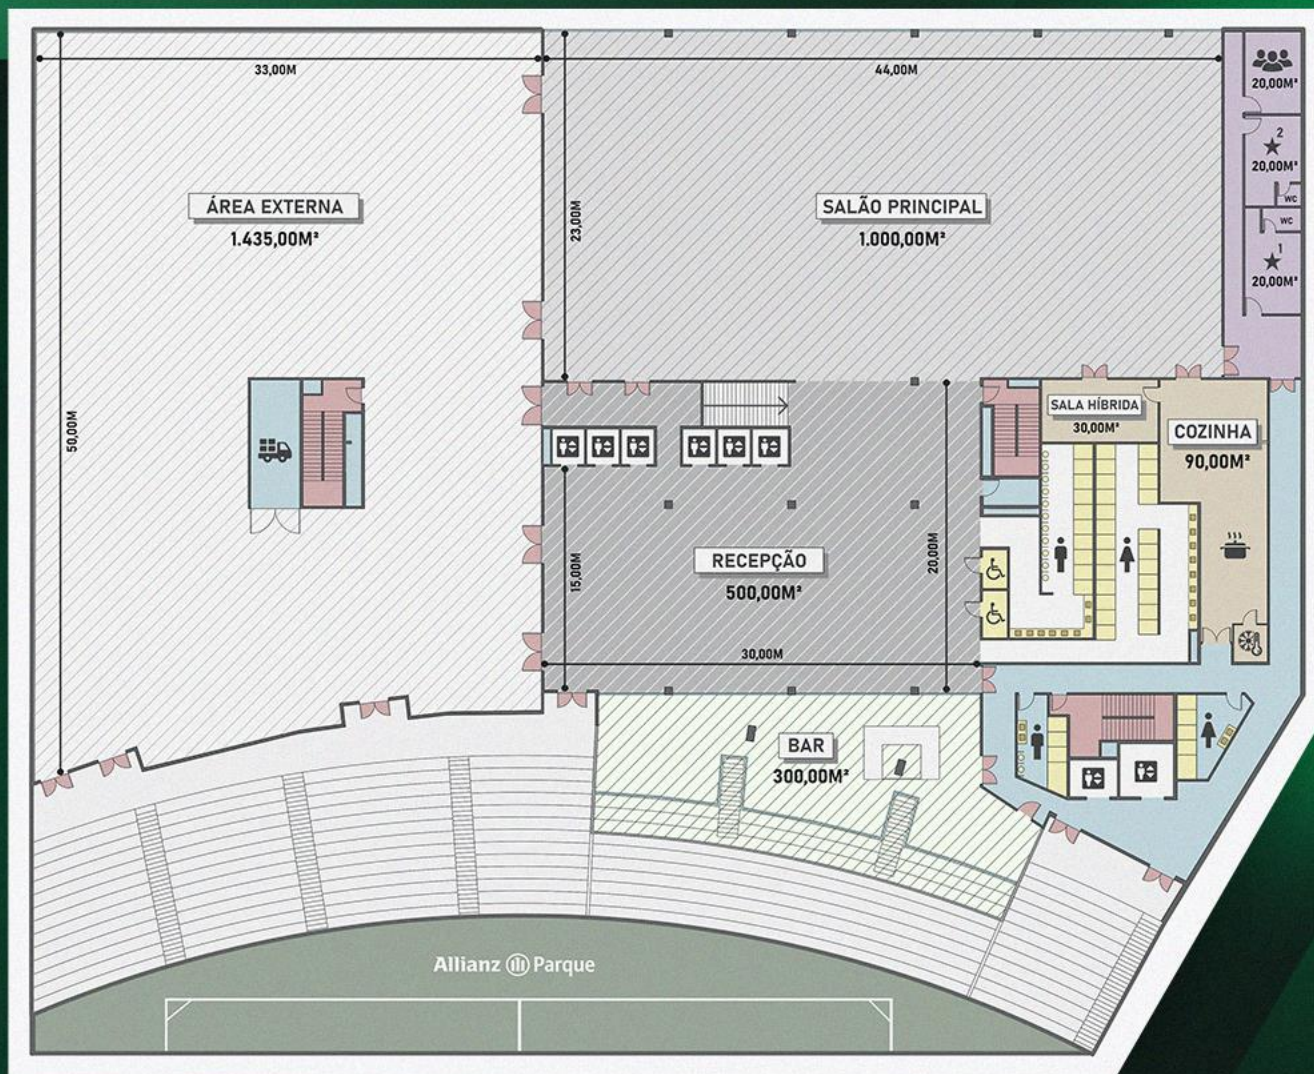 33,00M
44,00M
20,00M²
2
20,00M²
WC
WC
1
20,00M²
ÁREA EXTERNA
1.435,00M²
23,00M
SALÃO PRINCIPAL
1.000,00M²
50,00M
SALA HÍBRIDA
30,00M²
COZINHA
90,00M²
15,00M
RECEPÇÃO
500,00M²
20,00M
30,00M
BAR
300,00M²
Allianz Parque